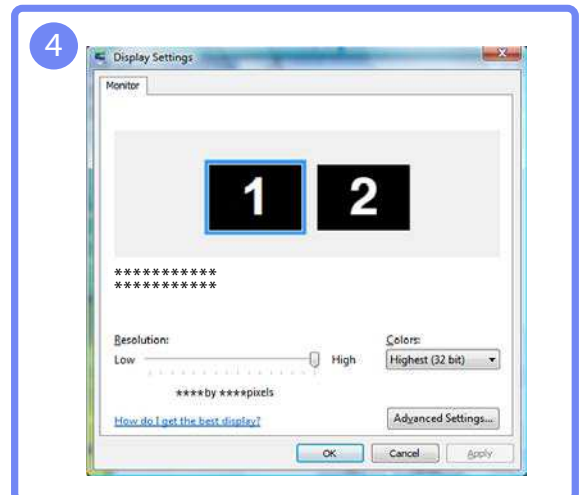 4
Display Settings
Monitor
1 2
***********
***********
Resolution:
Low High
****by ****pixels
Colors:
Highest (32 bit)
How do I get the best display?
Advanced Settings...
OK Cancel Apply